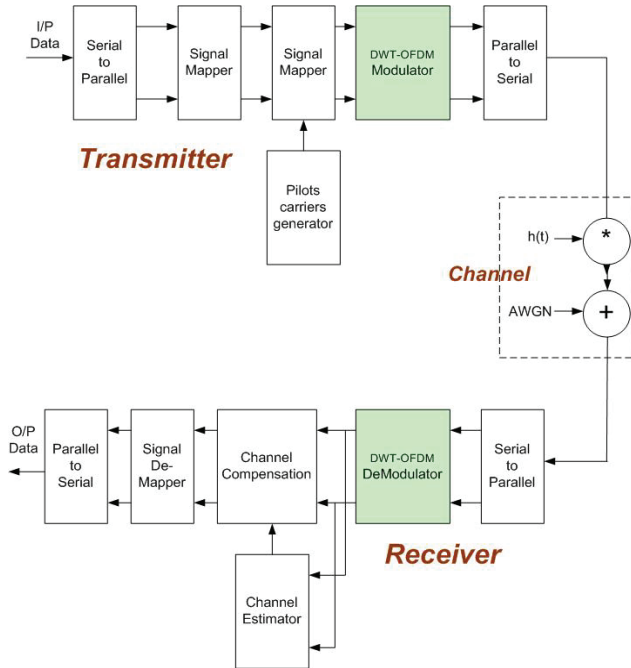 I/P
Data
Serial
to
Parallel
Signal
Mapper
Signal
Mapper
DWT-OFDM
Modulator
Parallel
to
Serial
Transmitter
Pilots
carriers
generator
h(t)
*
Channel
AWGN
+
O/P
Data
Parallel
to
Serial
Signal
De-
Mapper
Channel
Compensation
DWT-OFDM
DeModulator
Serial
to
Parallel
Receiver
Channel
Estimator